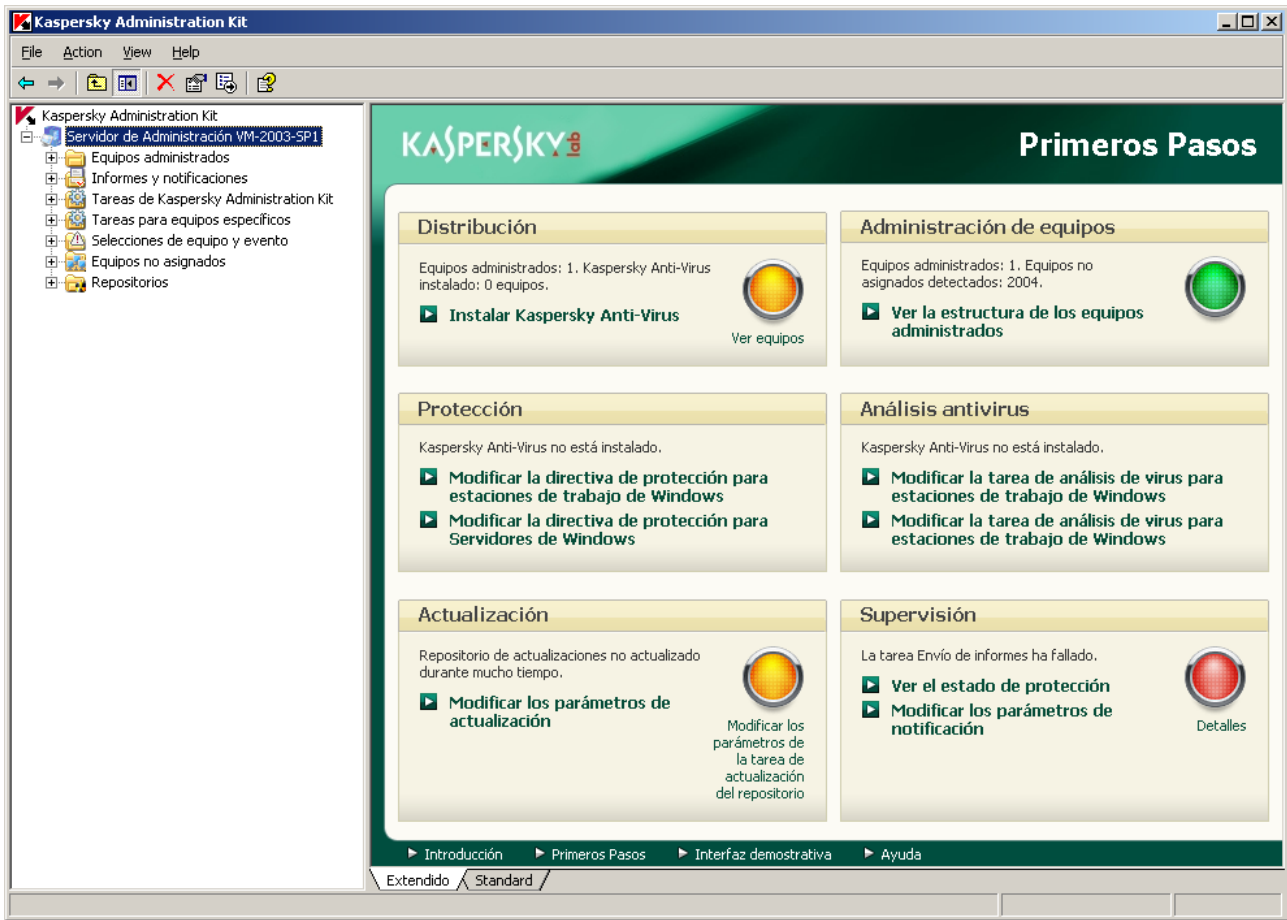 Kaspersky Administration Kit
File Action View Help
Kaspersky Administration Kit
Servidor de Administración VM-2003-SP1
Equipos administrados
Informes y notificaciones
Tareas de Kaspersky Administration Kit
Tareas para equipos específicos
Selecciones de equipo y evento
Equipos no asignados
Repositorios
KASPERSKY lab
Primeros Pasos
Distribución
Equipos administrados: 1. Kaspersky Anti-Virus
instalado: 0 equipos.
Instalar Kaspersky Anti-Virus
Ver equipos
Administración de equipos
Equipos administrados: 1. Equipos no
asignados detectados: 2004.
Ver la estructura de los equipos
administrados
Protección
Kaspersky Anti-Virus no está instalado.
Modificar la directiva de protección para
estaciones de trabajo de Windows
Modificar la directiva de protección para
Servidores de Windows
Análisis antivirus
Kaspersky Anti-Virus no está instalado.
Modificar la tarea de análisis de virus para
estaciones de trabajo de Windows
Modificar la tarea de análisis de virus para
estaciones de trabajo de Windows
Actualización
Repositorio de actualizaciones no actualizado
durante mucho tiempo.
Modificar los parámetros de
actualización
Modificar los
parámetros de
la tarea de
actualización
del repositorio
Supervisión
La tarea Envío de informes ha fallado.
Ver el estado de protección
Modificar los parámetros de
notificación
Detalles
Introducción Primeros Pasos Interfaz demostrativa Ayuda
Extendido Standard